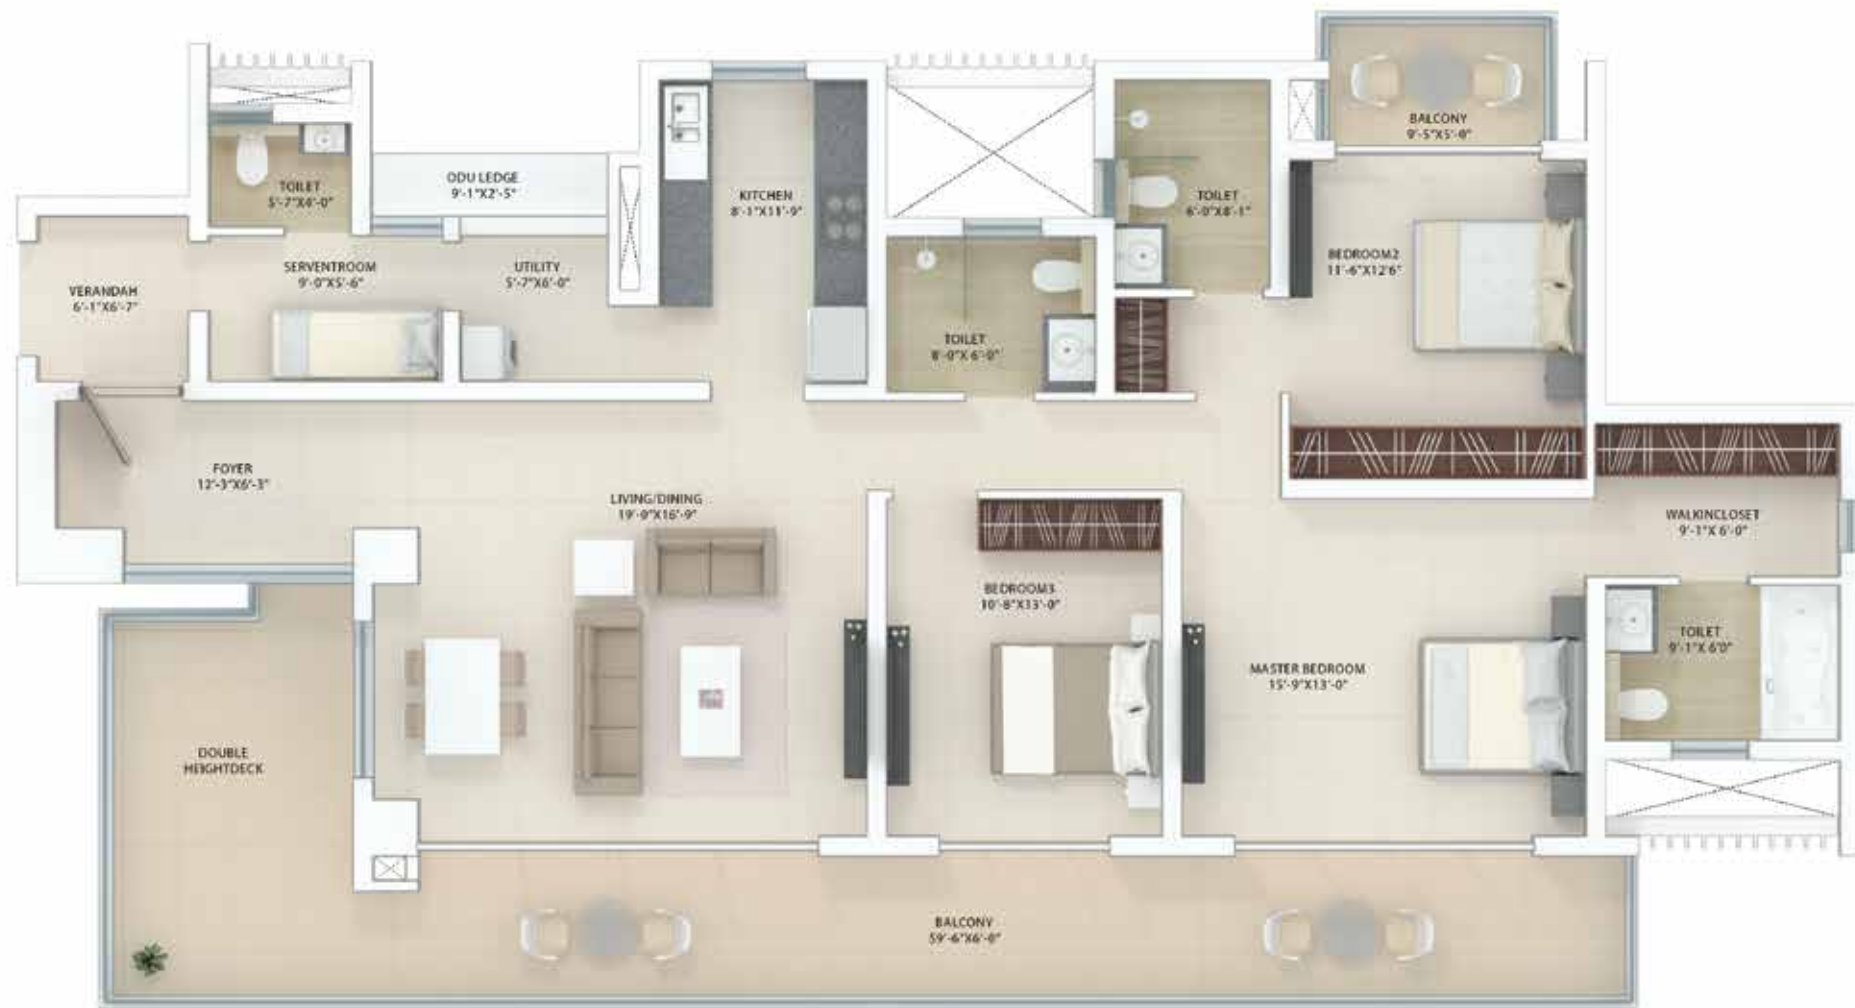 BALCONY
9'-5"X5'-0"
TOILET
5'-7"X4'-0"
ODU LEDGE
9'-1"X2'-5"
KITCHEN
8'-1"X11'-9"
TOILET
6'-0"X8'-1"
BEDROOM2
11'-6"X12'6"
SERVENTROOM
9'-0"X5'-6"
UTILITY
5'-7"X6'-0"
VERANDAH
6'-1"X6'-7"
TOILET
8'-0"X 6'-0"
FOYER
12'-3"X6'-3"
LIVING/DINING
19'-0"X16'-9"
WALKINCLOSET
9'-1"X 6'-0"
BEDROOM3
10'-8"X13'-0"
TOILET
9'-1"X 6'0"
MASTER BEDROOM
15'-9"X13'-0"
DOUBLE
HEIGHTDECK
BALCONY
59'-6"X6'-0"